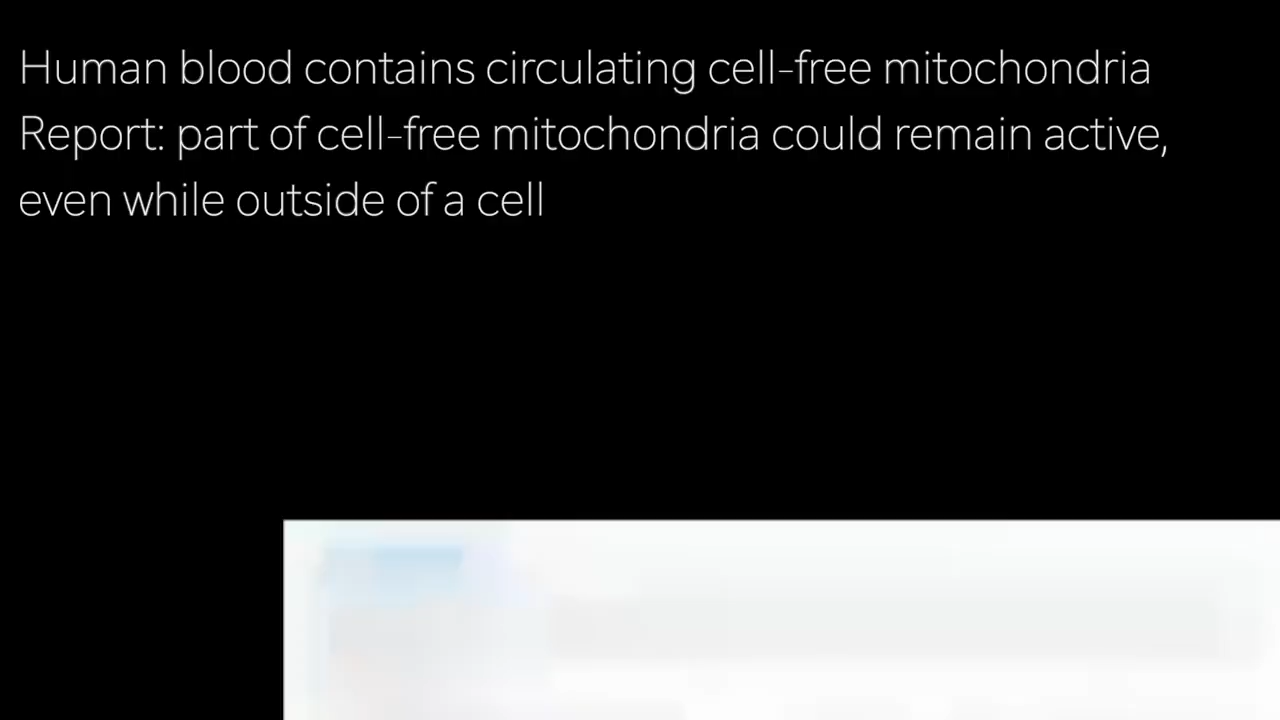 Human blood contains circulating cell-free mitochondria
Report: part of cell-free mitochondria could remain active,
even while outside of a cell